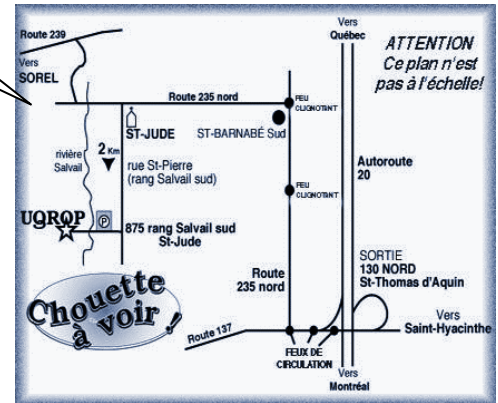 Route 239
Vers
SOREL
Vers
Québec
ATTENTION
Ce plan n'est
pas à l'échelle!
Route 235 nord
FEU
CLIGNOTANT
ST-JUDE
ST-BARNABÉ Sud
rivière
Salvail
2 Km
rue St-Pierre
(rang Salvail sud)
Autoroute
20
FEU
CLIGNOTANT
UQROP
P
875 rang Salvail sud
St-Jude
SORTIE
130 NORD
St-Thomas d'Aquin
Route
235 nord
Chouette
à voir !
Vers
Saint-Hyacinthe
Route 137
FEUX DE
CIRCULATION
Vers
Montréal